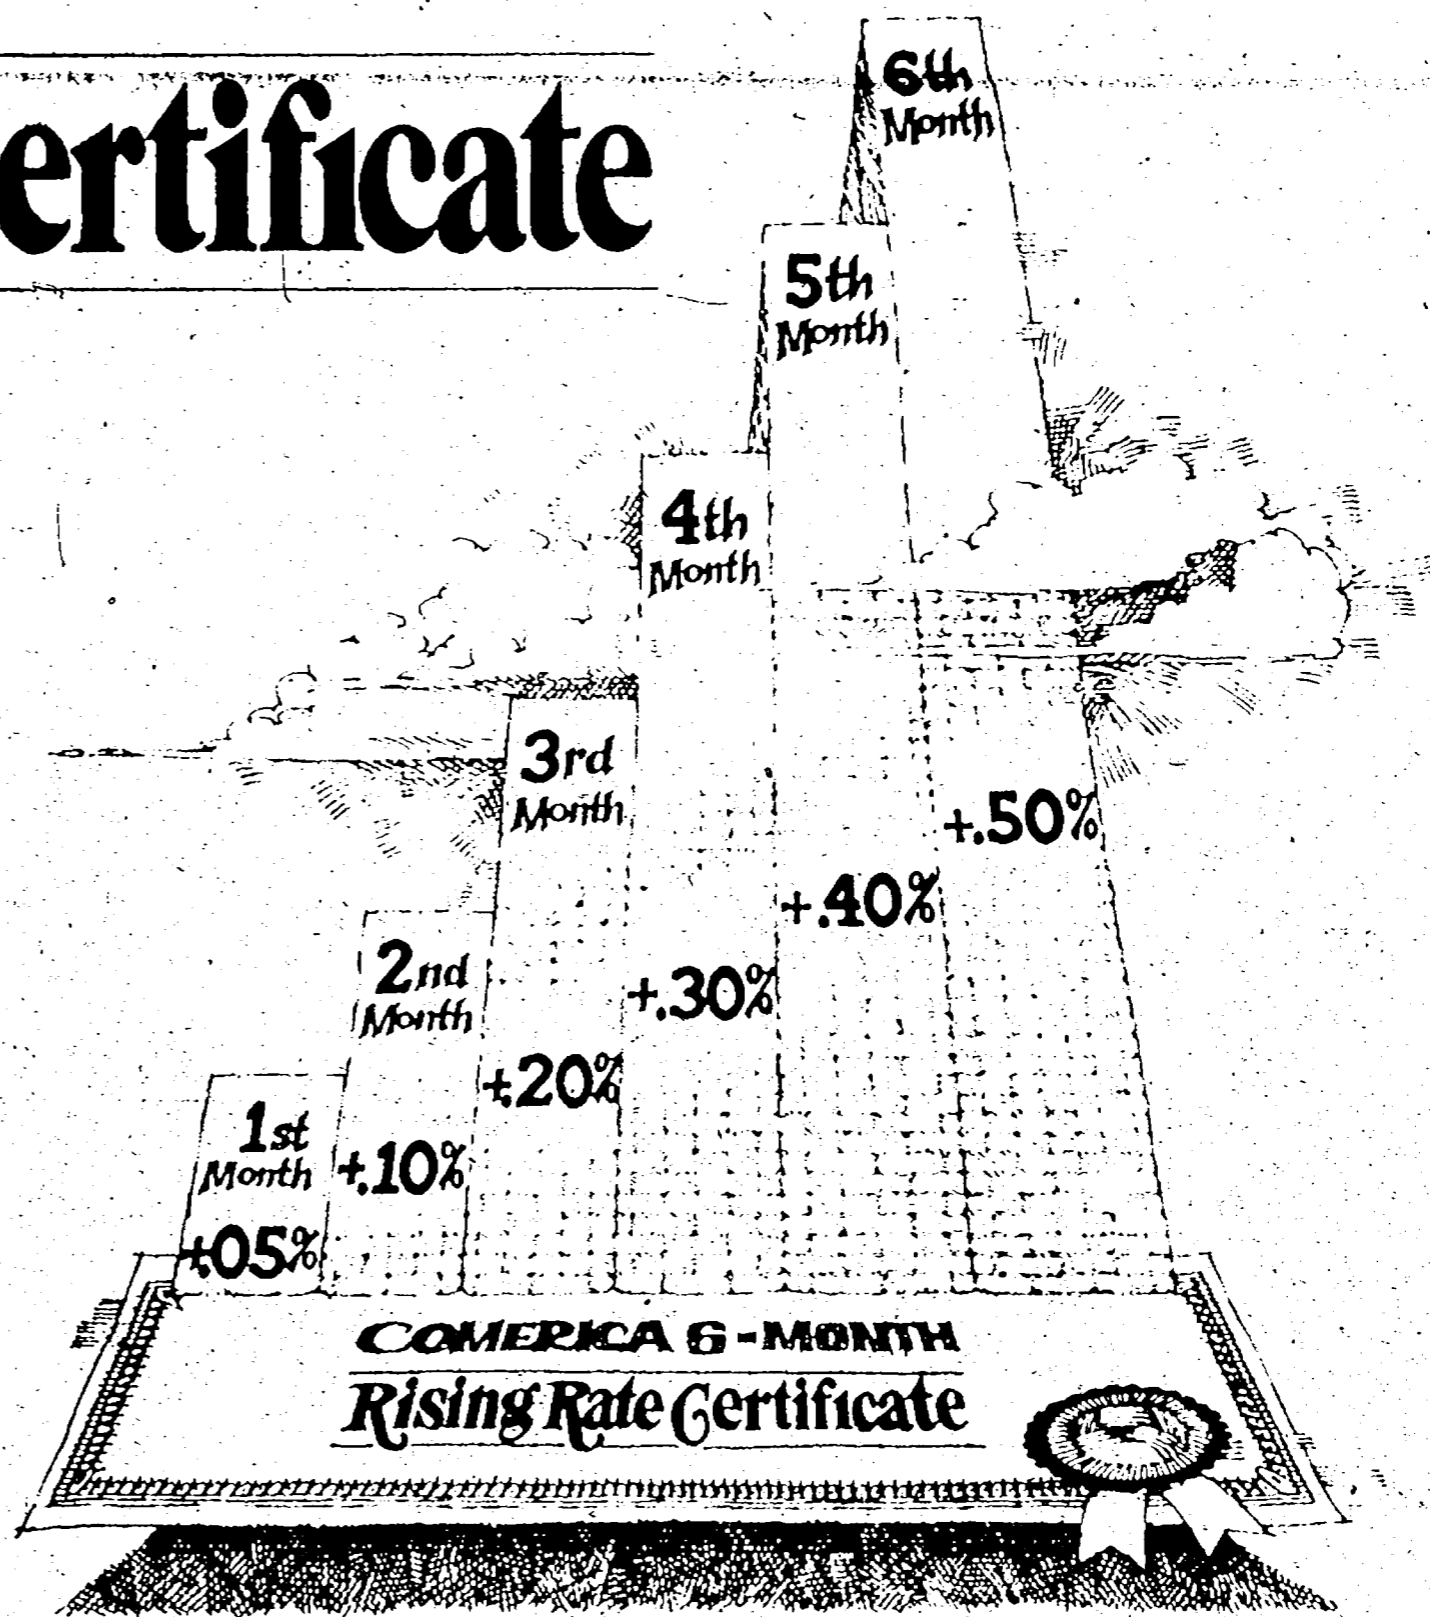 ertificate
6th
Month
5th
Month
4th
Month
3rd
Month
2nd
Month
1st
Month
+.05%
+.10%
+.20%
+.30%
+.40%
+.50%
COMERICA 6-MONTH
Rising Rate Certificate